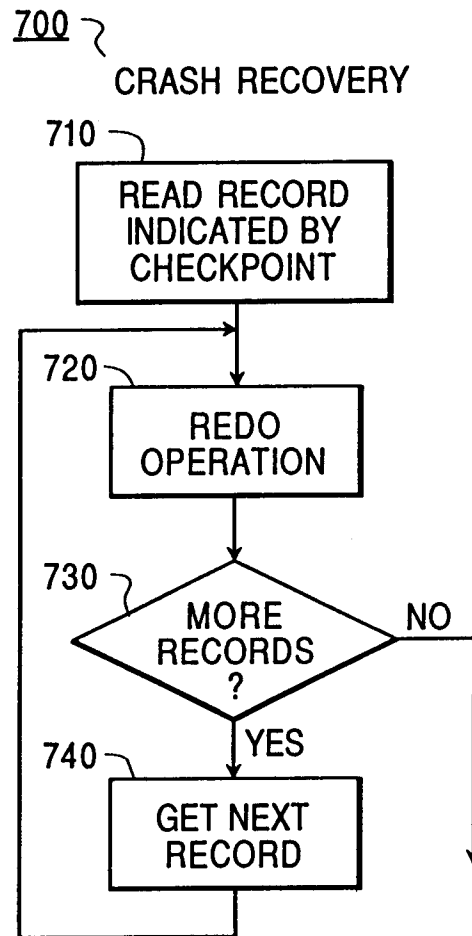 700
CRASH RECOVERY
710
READ RECORD
INDICATED BY
CHECKPOINT
720
REDO
OPERATION
730
MORE
RECORDS
?
NO
YES
740
GET NEXT
RECORD